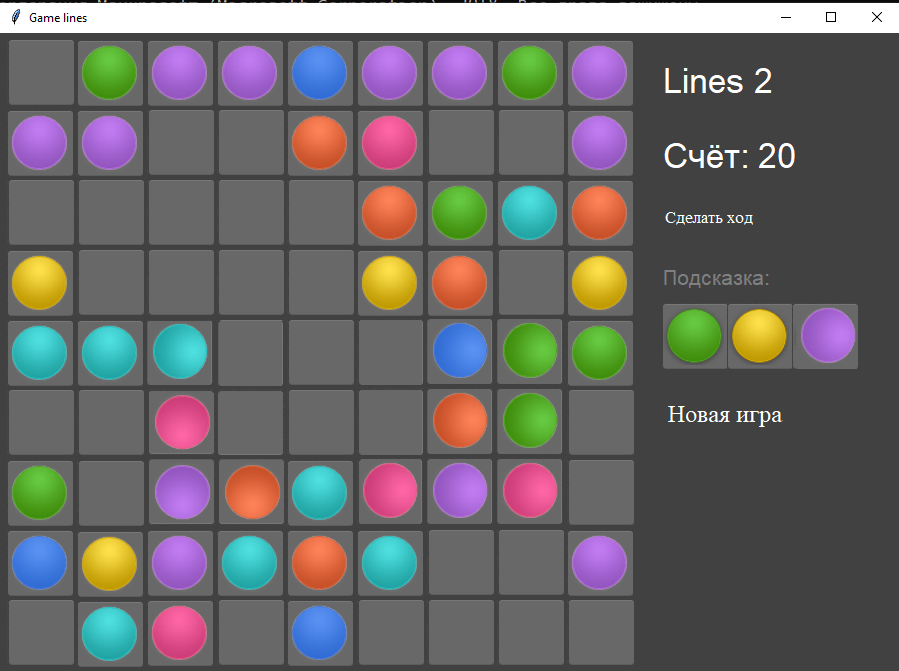 Game lines
Lines 2
Счёт: 20
Сделать ход
Подсказка:
Новая игра